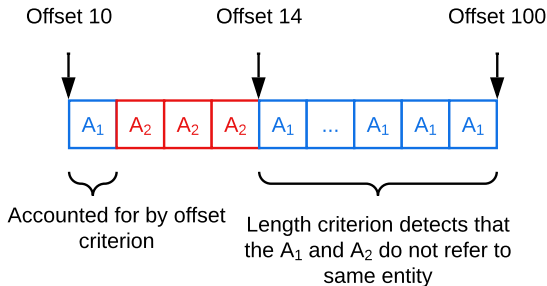 Offset 10 Offset 14 Offset 100
A₁ A₂ A₂ A₂ A₁ ... A₁ A₁ A₁
Accounted for by offset
criterion
Length criterion detects that
the A₁ and A₂ do not refer to
same entity